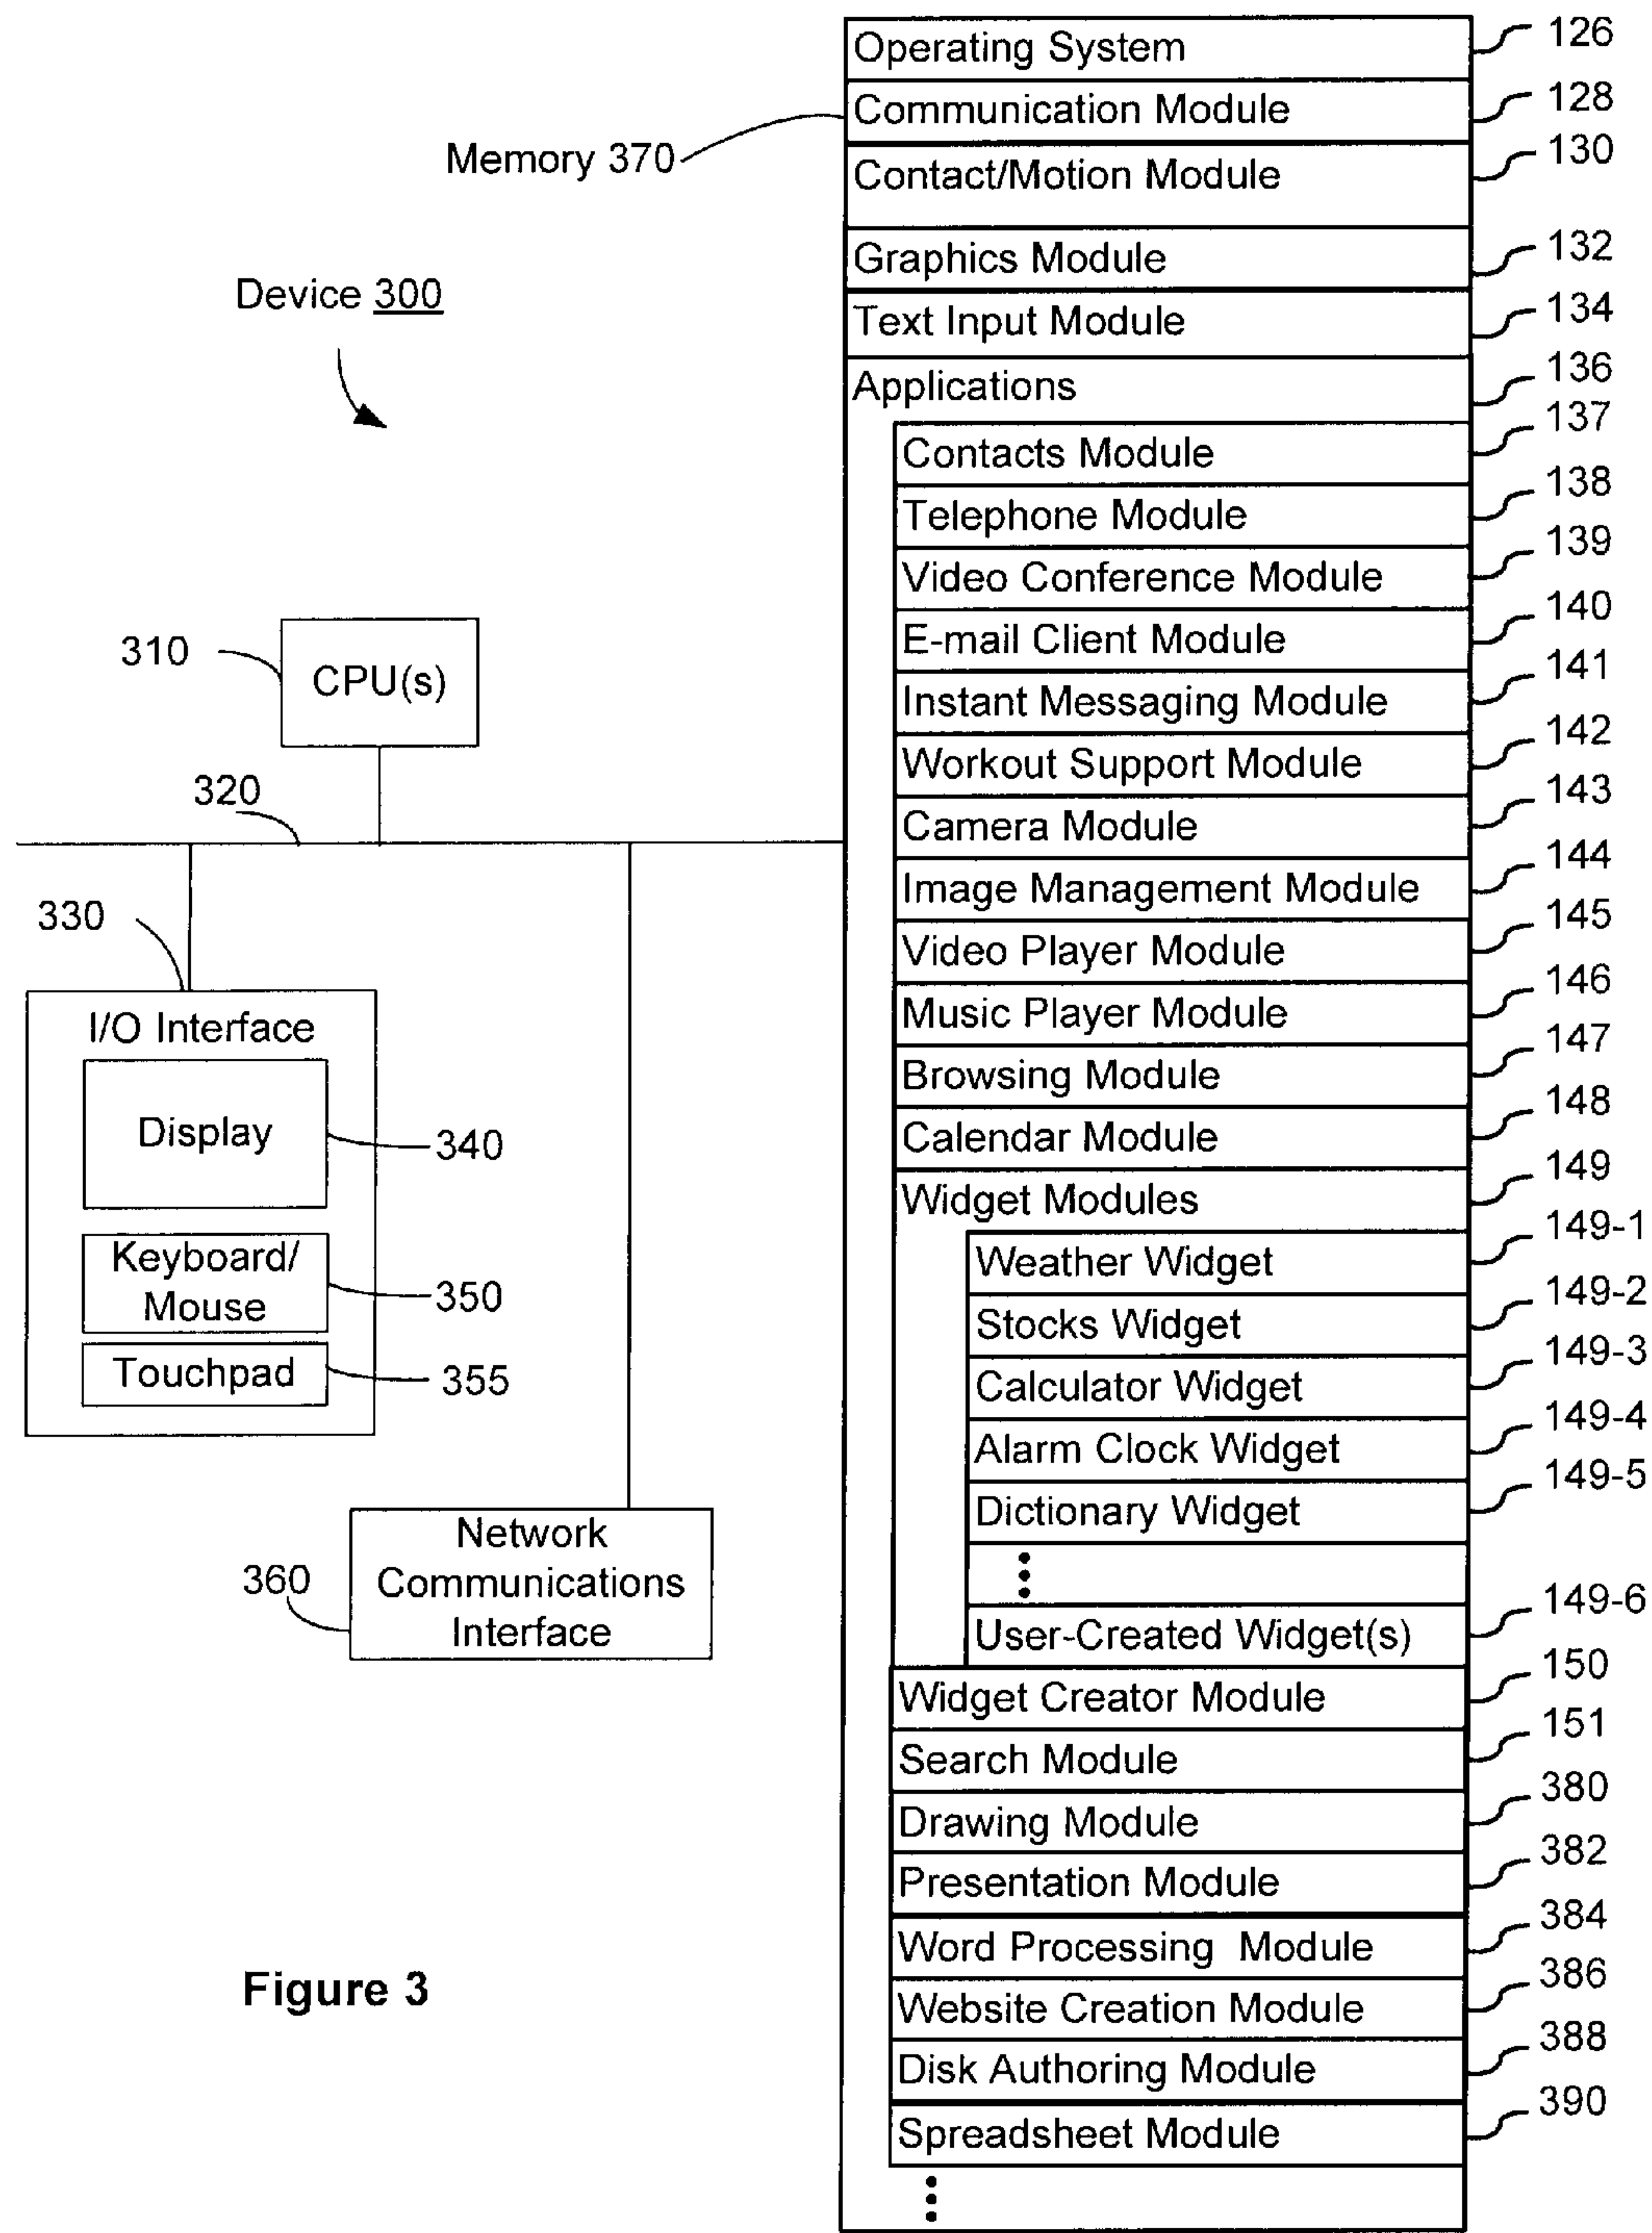 Operating System 126
Communication Module 128
Memory 370
Contact/Motion Module 130
Graphics Module 132
Device 300
Text Input Module 134
Applications 136
Contacts Module 137
Telephone Module 138
Video Conference Module 139
E-mail Client Module 140
310
CPU(s)
Instant Messaging Module 141
Workout Support Module 142
320
Camera Module 143
Image Management Module 144
330
Video Player Module 145
Music Player Module 146
I/O Interface
Browsing Module 147
Display
340
Calendar Module 148
Widget Modules 149
Keyboard/
Mouse
350
Touchpad
355
Weather Widget 149-1
Stocks Widget 149-2
Calculator Widget 149-3
Alarm Clock Widget 149-4
Dictionary Widget 149-5
Network
Communications
Interface
360
User-Created Widget(s) 149-6
Widget Creator Module 150
Search Module 151
Drawing Module 380
Presentation Module 382
Word Processing Module 384
Website Creation Module 386
Disk Authoring Module 388
Spreadsheet Module 390
Figure 3